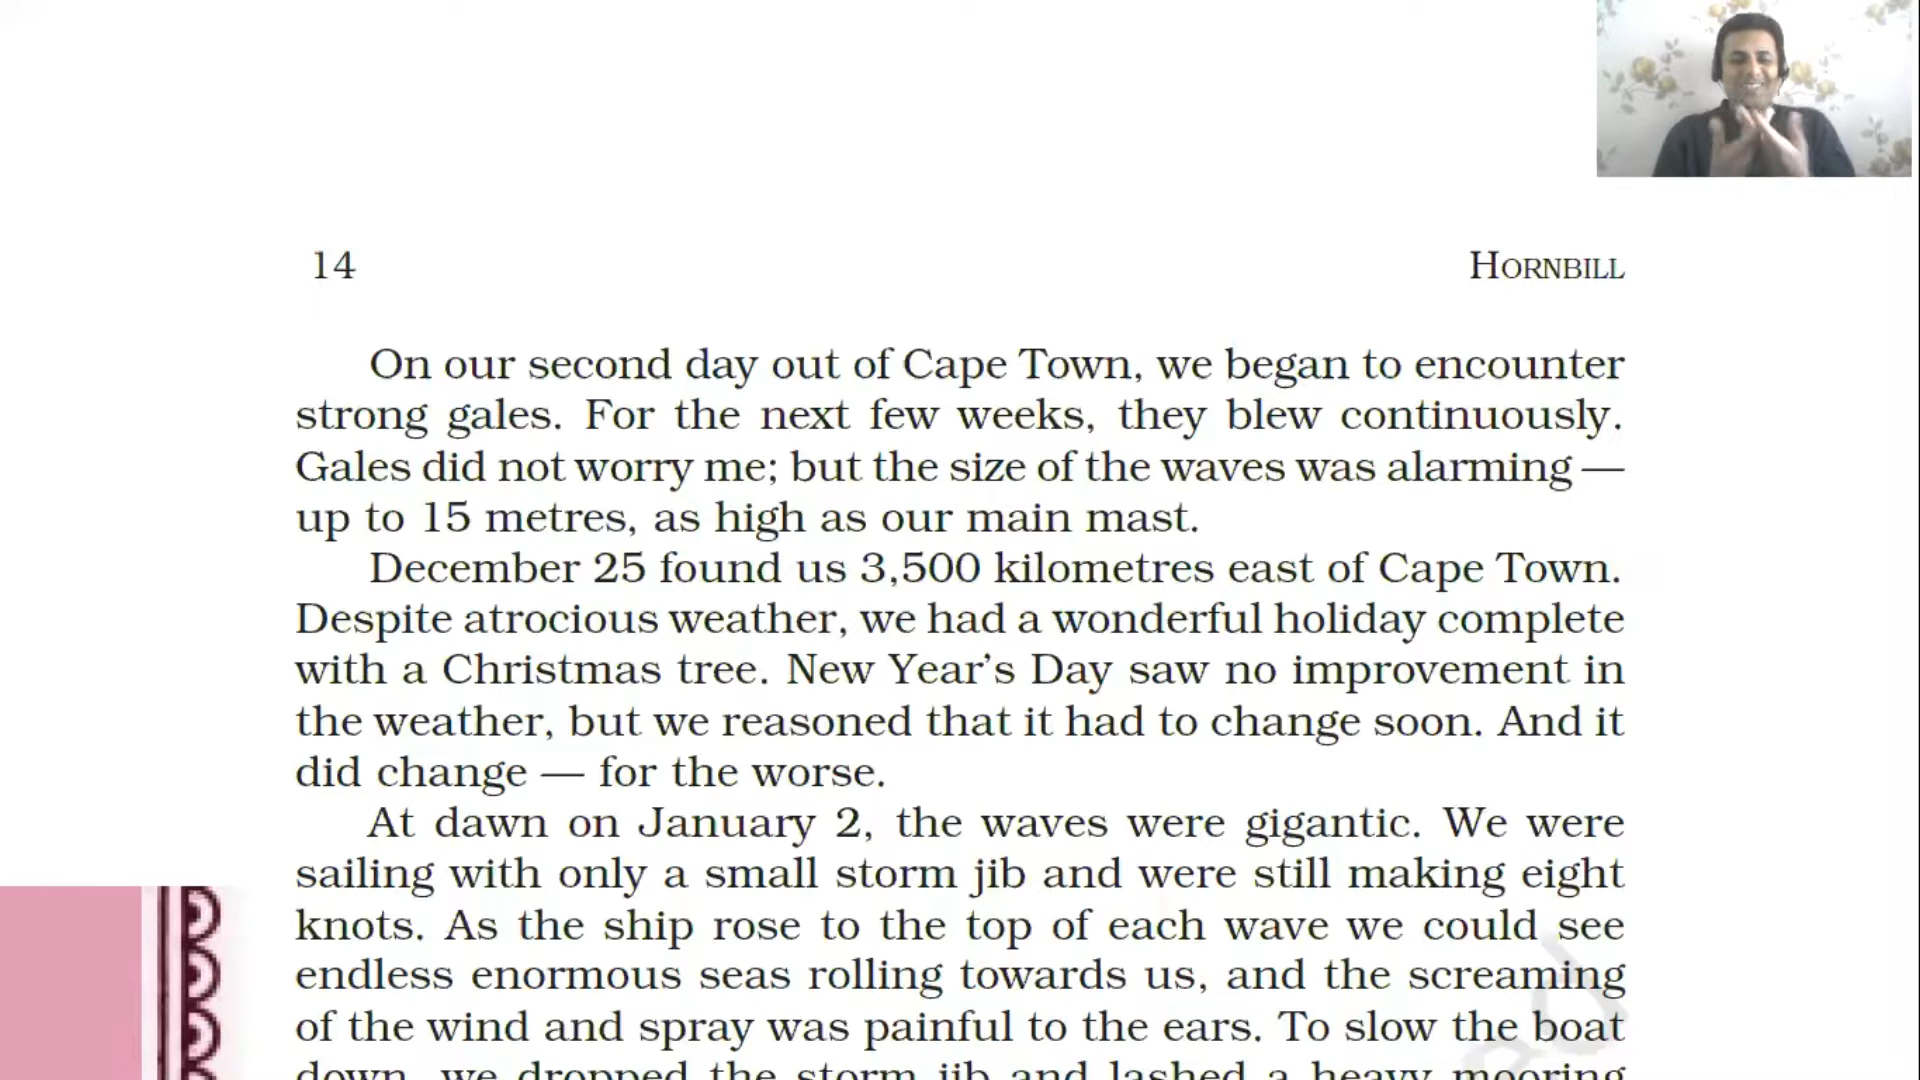 14 HORNBILL
On our second day out of Cape Town, we began to encounter
strong gales. For the next few weeks, they blew continuously.
Gales did not worry me; but the size of the waves was alarming —
up to 15 metres, as high as our main mast.
December 25 found us 3,500 kilometres east of Cape Town.
Despite atrocious weather, we had a wonderful holiday complete
with a Christmas tree. New Year’s Day saw no improvement in
the weather, but we reasoned that it had to change soon. And it
did change — for the worse.
At dawn on January 2, the waves were gigantic. We were
sailing with only a small storm jib and were still making eight
knots. As the ship rose to the top of each wave we could see
endless enormous seas rolling towards us, and the screaming
of the wind and spray was painful to the ears. To slow the boat
down, we dropped the storm jib and lashed a heavy mooring